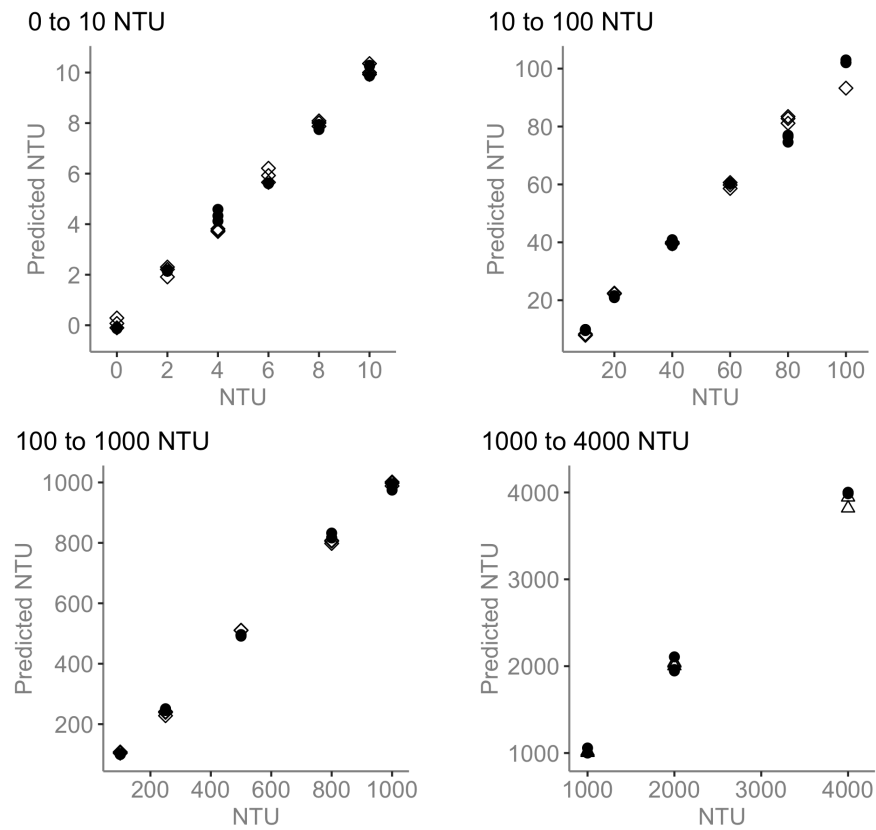 0 to 10 NTU
10
8
6
4
2
0
Predicted NTU
0 2 4 6 8 10
NTU
10 to 100 NTU
100
80
60
40
20
Predicted NTU
20 40 60 80 100
NTU
100 to 1000 NTU
1000
800
600
400
200
Predicted NTU
200 400 600 800 1000
NTU
1000 to 4000 NTU
4000
3000
2000
1000
Predicted NTU
1000 2000 3000 4000
NTU